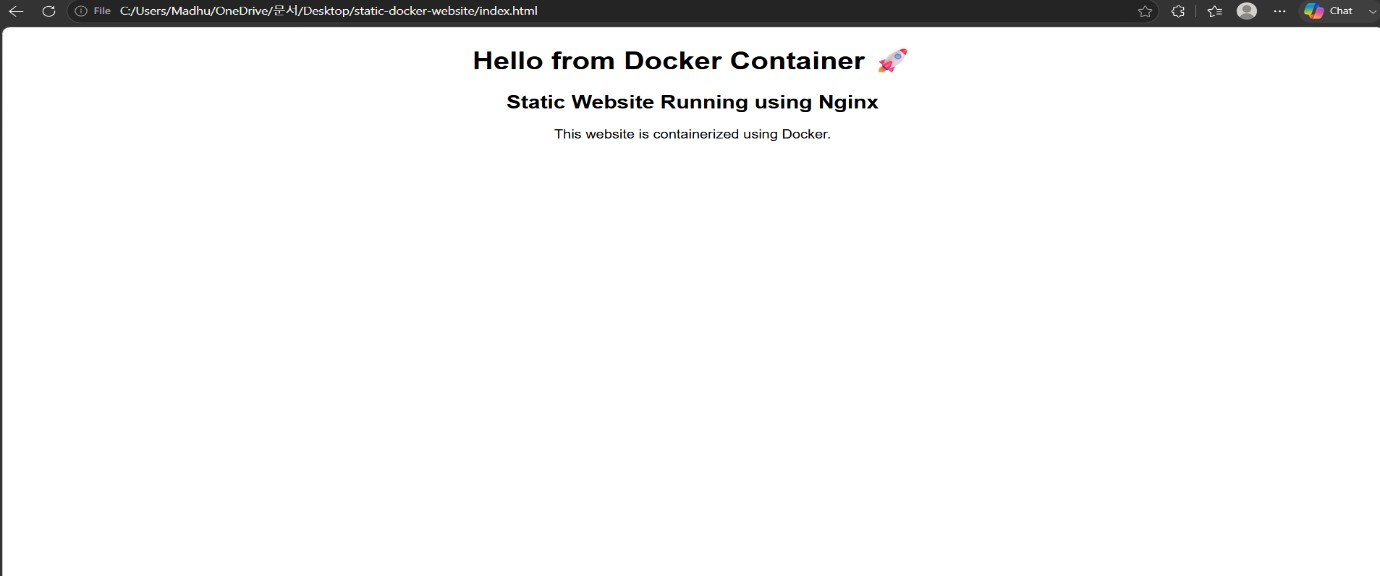 File C:/Users/Madhu/OneDrive/문서/Desktop/static-docker-website/index.html Chat
Hello from Docker Container 🚀
Static Website Running using Nginx
This website is containerized using Docker.